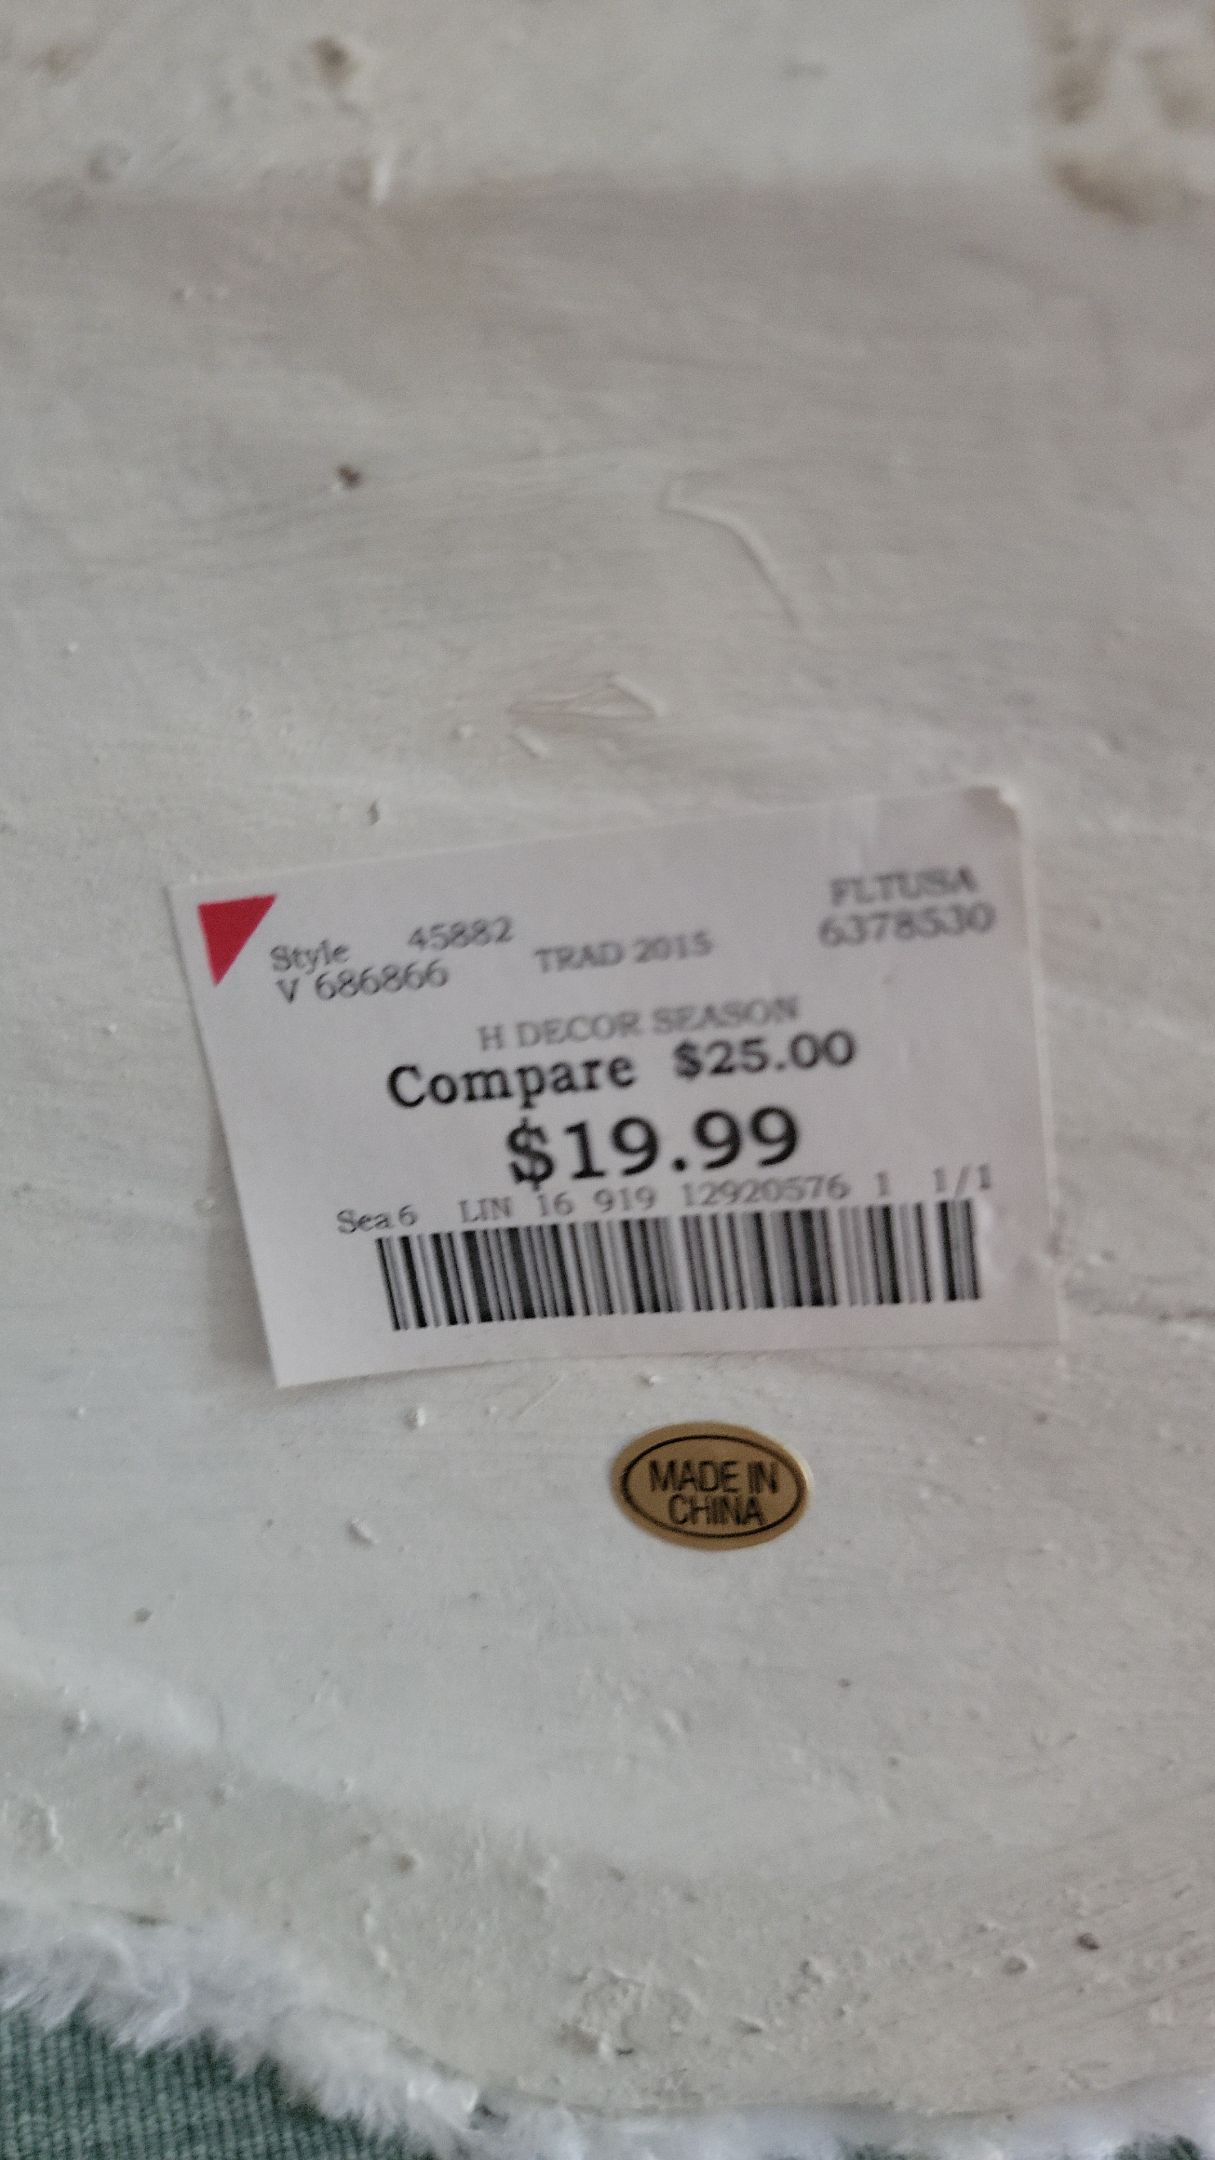 FLTUSA
Style 45882 TRAD 2015 6378530
V 686866
H DECOR SEASON
Compare $25.00
$19.99
Sea 6 LIN 16 919 12920576 1 1/1
MADE IN
CHINA